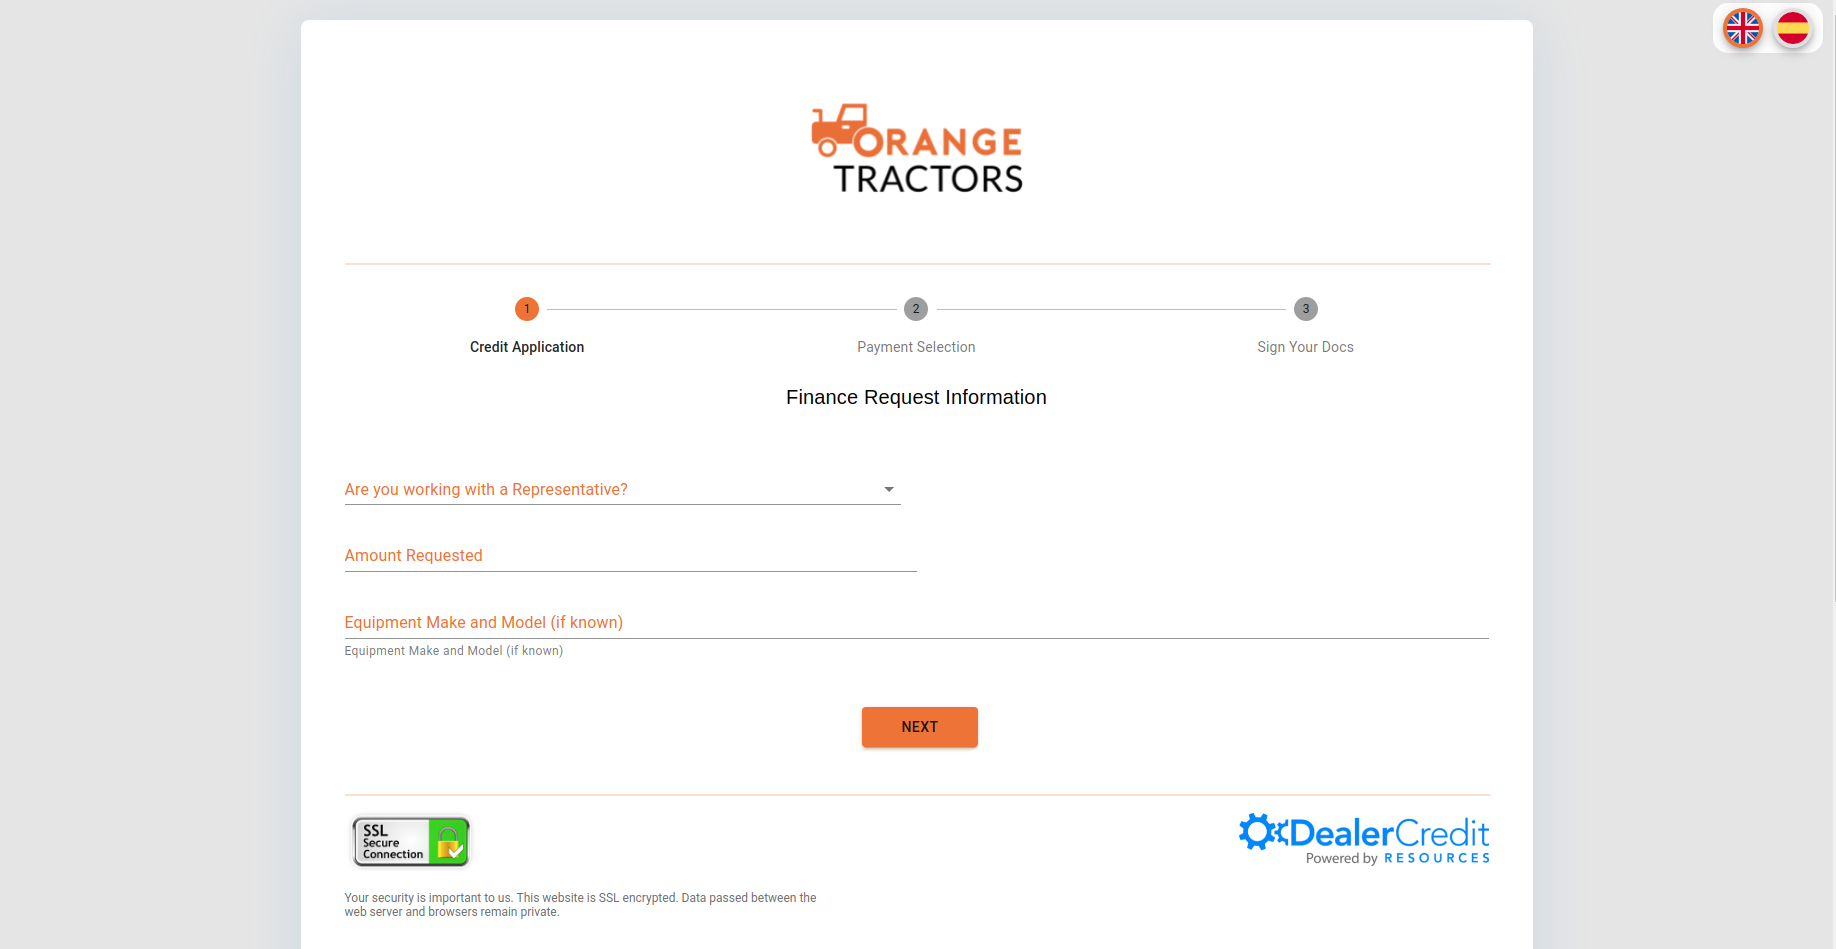 ORANGE
TRACTORS
1
2
3
Credit Application
Payment Selection
Sign Your Docs
Finance Request Information
Are you working with a Representative?
Amount Requested
Equipment Make and Model (if known)
Equipment Make and Model (if known)
NEXT
SSL
Secure
Connection
DealerCredit
Powered by RESOURCES
Your security is important to us. This website is SSL encrypted. Data passed between the
web server and browsers remain private.